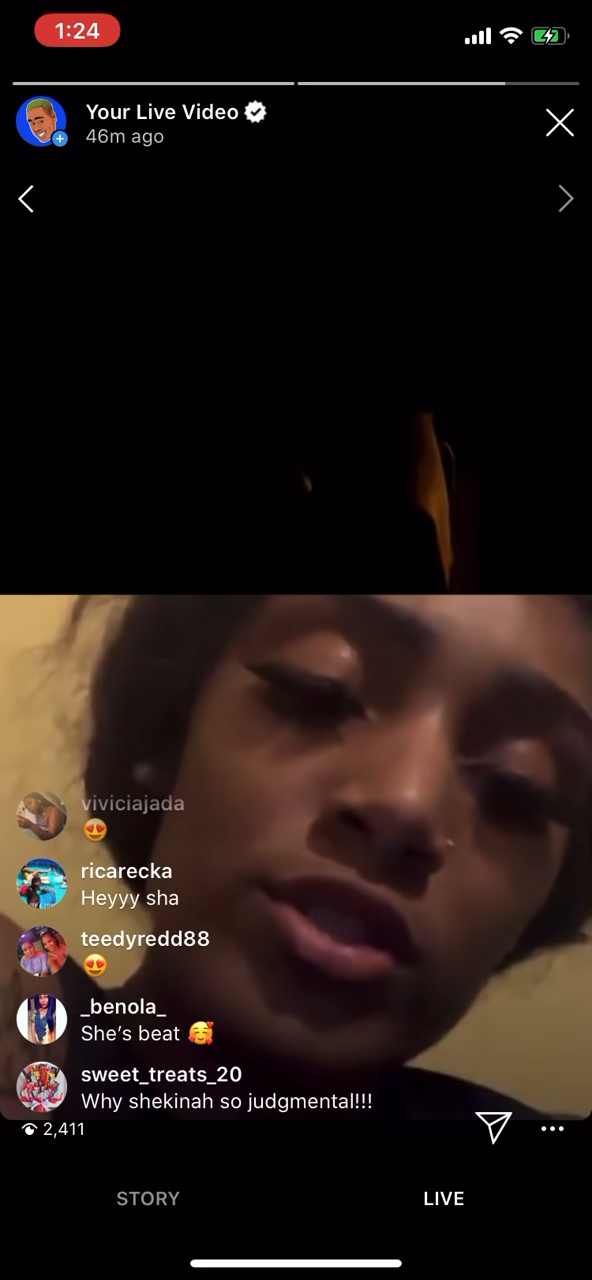 1:24
Your Live Video
46m ago
viviciajada
😍
ricarecka
Heyyy sha
teedyredd88
😍
_benola_
She's beat 🥰
sweet_treats_20
Why shekinah so judgmental!!!
2,411
STORY
LIVE